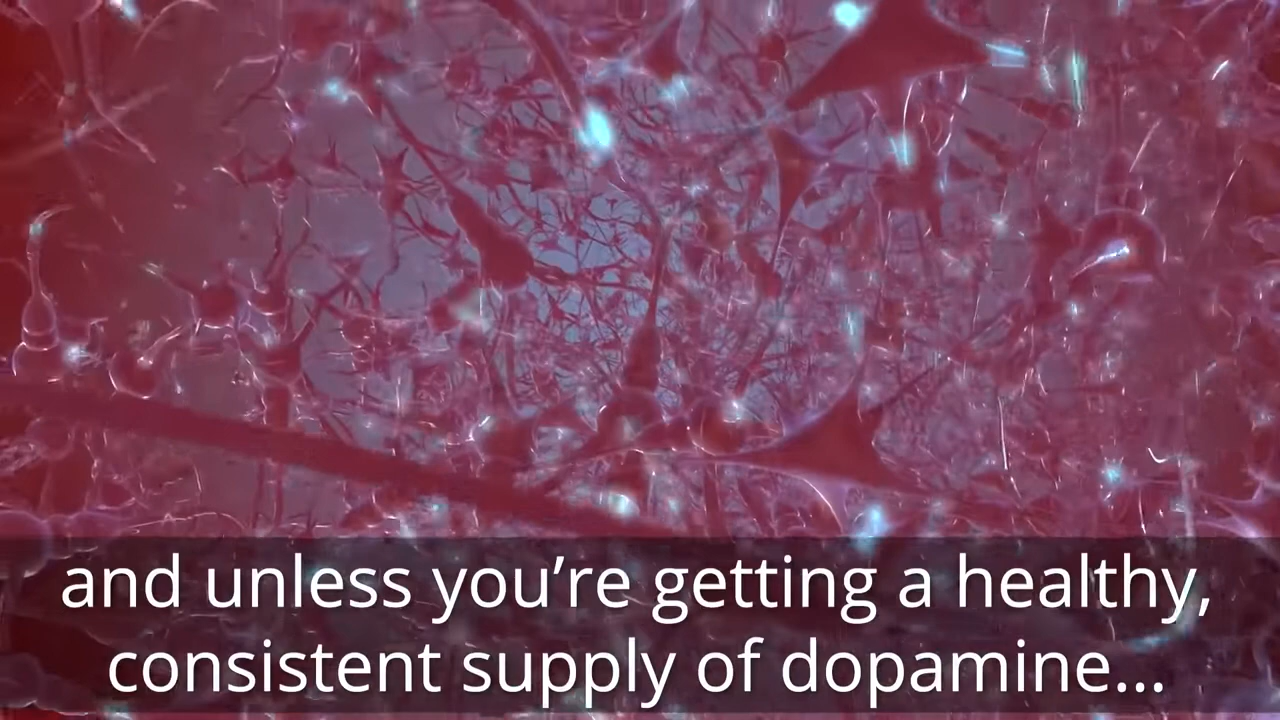 and unless you’re getting a healthy,
consistent supply of dopamine...